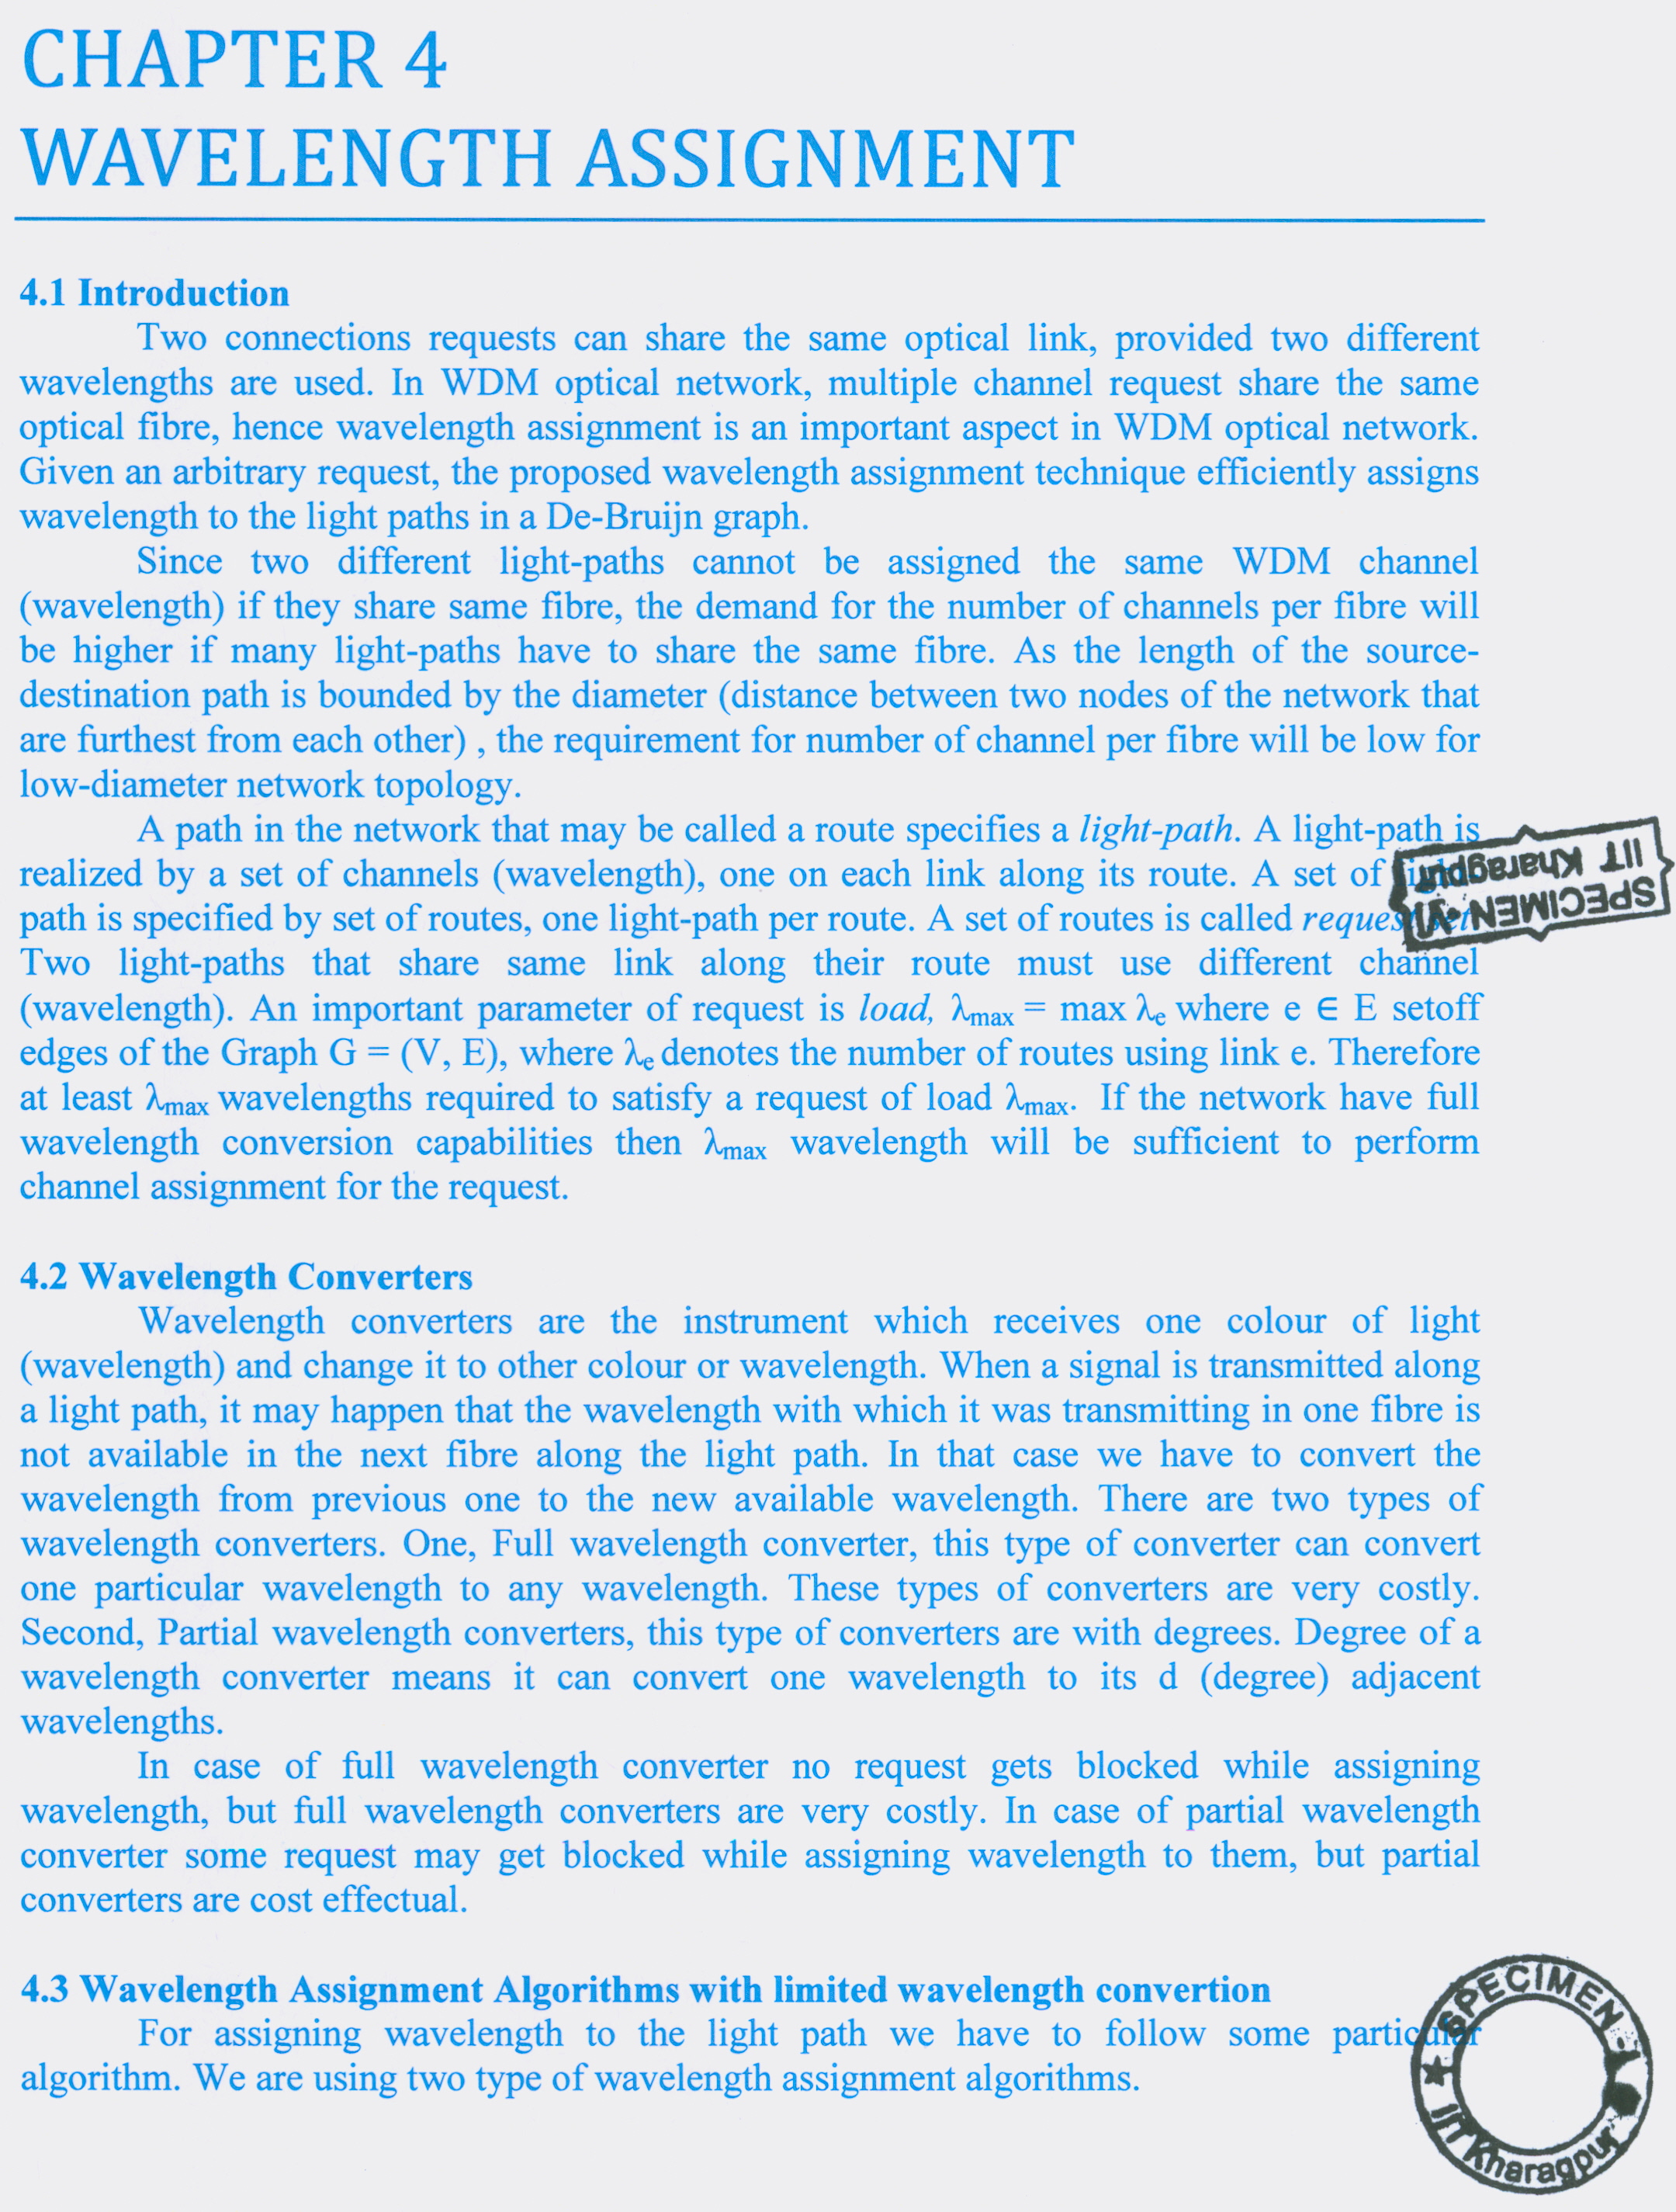 CHAPTER 4
WAVELENGTH ASSIGNMENT
4.1 Introduction
Two connections requests can share the same optical link, provided two different
wavelengths are used. In WDM optical network, multiple channel request share the same
optical fibre, hence wavelength assignment is an important aspect in WDM optical network.
Given an arbitrary request, the proposed wavelength assignment technique efficiently assigns
wavelength to the light paths in a De-Bruijn graph.
Since two different light-paths cannot be assigned the same WDM channel
(wavelength) if they share same fibre, the demand for the number of channels per fibre will
be higher if many light-paths have to share the same fibre. As the length of the source-
destination path is bounded by the diameter (distance between two nodes of the network that
are furthest from each other) , the requirement for number of channel per fibre will be low for
low-diameter network topology.
A path in the network that may be called a route specifies a light-path. A light-path is
realized by a set of channels (wavelength), one on each link along its route. A set of
path is specified by set of routes, one light-path per route. A set of routes is called
Two light-paths that share same link along their route must use different channel
(wavelength). An important parameter of request is load, λmax = max λe where e ∈ E setoff
edges of the Graph G = (V, E), where λe denotes the number of routes using link e. Therefore
at least λmax wavelengths required to satisfy a request of load λmax. If the network have full
wavelength conversion capabilities then λmax wavelength will be sufficient to perform
channel assignment for the request.
SPECIMEN-VI
IIT Kharagpur
4.2 Wavelength Converters
Wavelength converters are the instrument which receives one colour of light
(wavelength) and change it to other colour or wavelength. When a signal is transmitted along
a light path, it may happen that the wavelength with which it was transmitting in one fibre is
not available in the next fibre along the light path. In that case we have to convert the
wavelength from previous one to the new available wavelength. There are two types of
wavelength converters. One, Full wavelength converter, this type of converter can convert
one particular wavelength to any wavelength. These types of converters are very costly.
Second, Partial wavelength converters, this type of converters are with degrees. Degree of a
wavelength converter means it can convert one wavelength to its d (degree) adjacent
wavelengths.
In case of full wavelength converter no request gets blocked while assigning
wavelength, but full wavelength converters are very costly. In case of partial wavelength
converter some request may get blocked while assigning wavelength to them, but partial
converters are cost effectual.
4.3 Wavelength Assignment Algorithms with limited wavelength convertion
For assigning wavelength to the light path we have to follow some particular
algorithm. We are using two type of wavelength assignment algorithms.
SPECIMEN
IIT Kharagpur